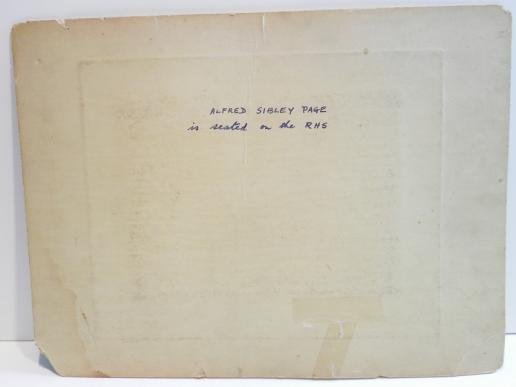 ALFRED SIBLEY PAGE
is seated on the RHS